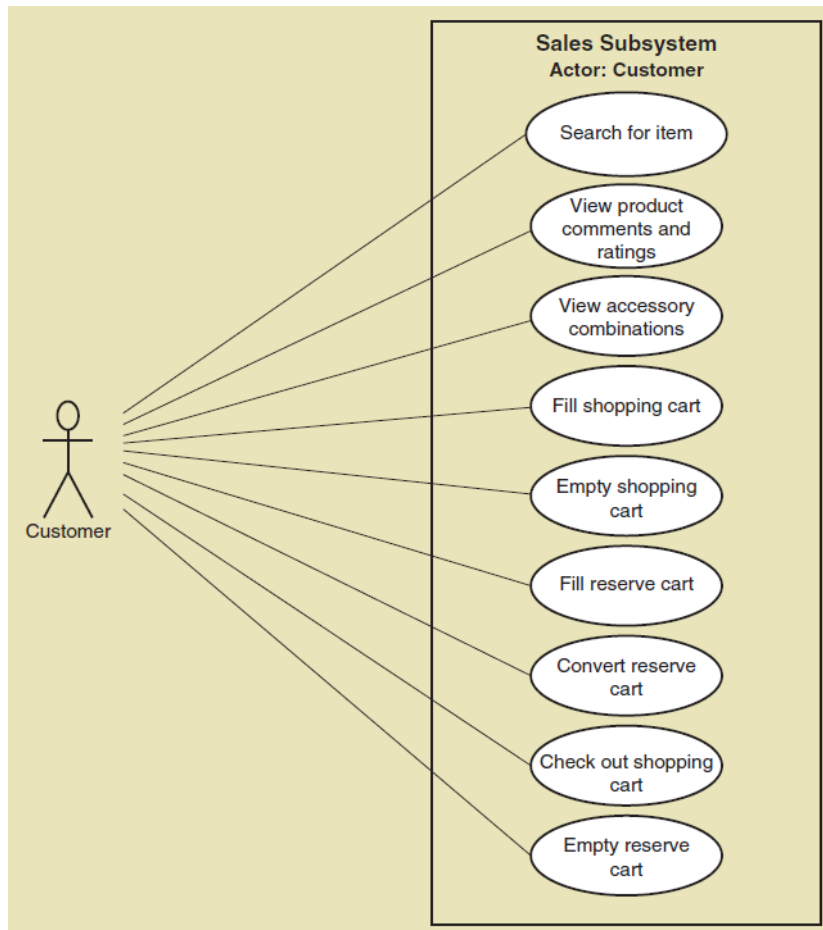 Sales Subsystem
Actor: Customer
Search for item
View product
comments and
ratings
View accessory
combinations
Fill shopping cart
Empty shopping
cart
Fill reserve cart
Convert reserve
cart
Check out shopping
cart
Empty reserve
cart
Customer